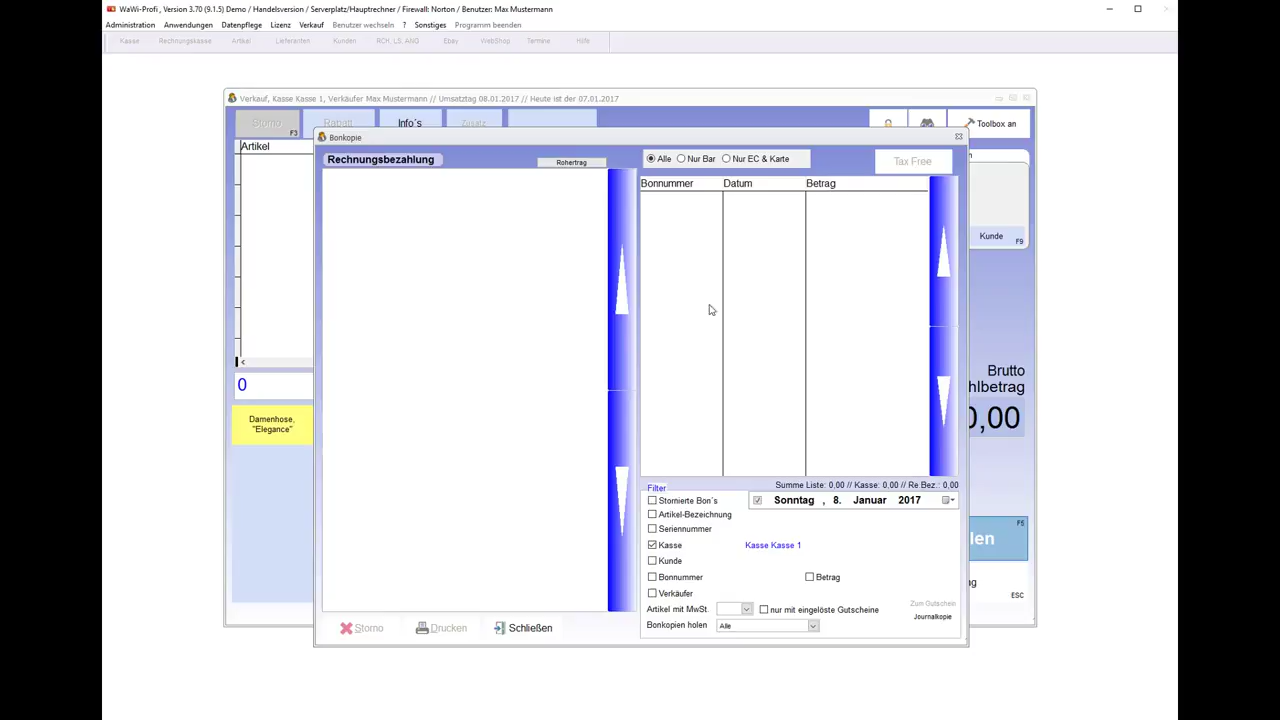 WaWi-Profi , Version 3.70 (9.1.5) Demo / Handelsversion / Serverplatz/Hauptrechner / Firewall: Norton / Benutzer: Max Mustermann
Administration Anwendungen Datenpflege Lizenz Verkauf Benutzer wechseln ? Sonstiges Programm beenden
Kasse Rechnungskasse Artikel Lieferanten Kunden RCH, LS, ANG Ebay WebShop Termine Hilfe
Verkauf, Kasse Kasse 1, Verkäufer Max Mustermann // Umsatztag 08.01.2017 // Heute ist der 07.01.2017
Storno F3 Rabatt Info´s Zusatz Toolbox an
Bonkopie
Artikel
Rechnungsbezahlung
Rohertrag
Alle Nur Bar Nur EC & Karte
Tax Free
n
Bonnummer Datum Betrag
Kunde F9
Brutto
hlbetrag
0,00
<
0
Damenhose,
"Elegance"
Summe Liste: 0,00 // Kasse: 0,00 // Re.Bez.: 0,00
Filter
Stornierte Bon´s
Sonntag , 8. Januar 2017
Artikel-Bezeichnung
Seriennummer
Kasse Kasse Kasse 1
Kunde
Bonnummer Betrag
Verkäufer
Artikel mit MwSt. nur mit eingelöste Gutscheine
Bonkopien holen Alle
Zum Gutschein
Journalkopie
F5
len
ag
ESC
Storno Drucken Schließen